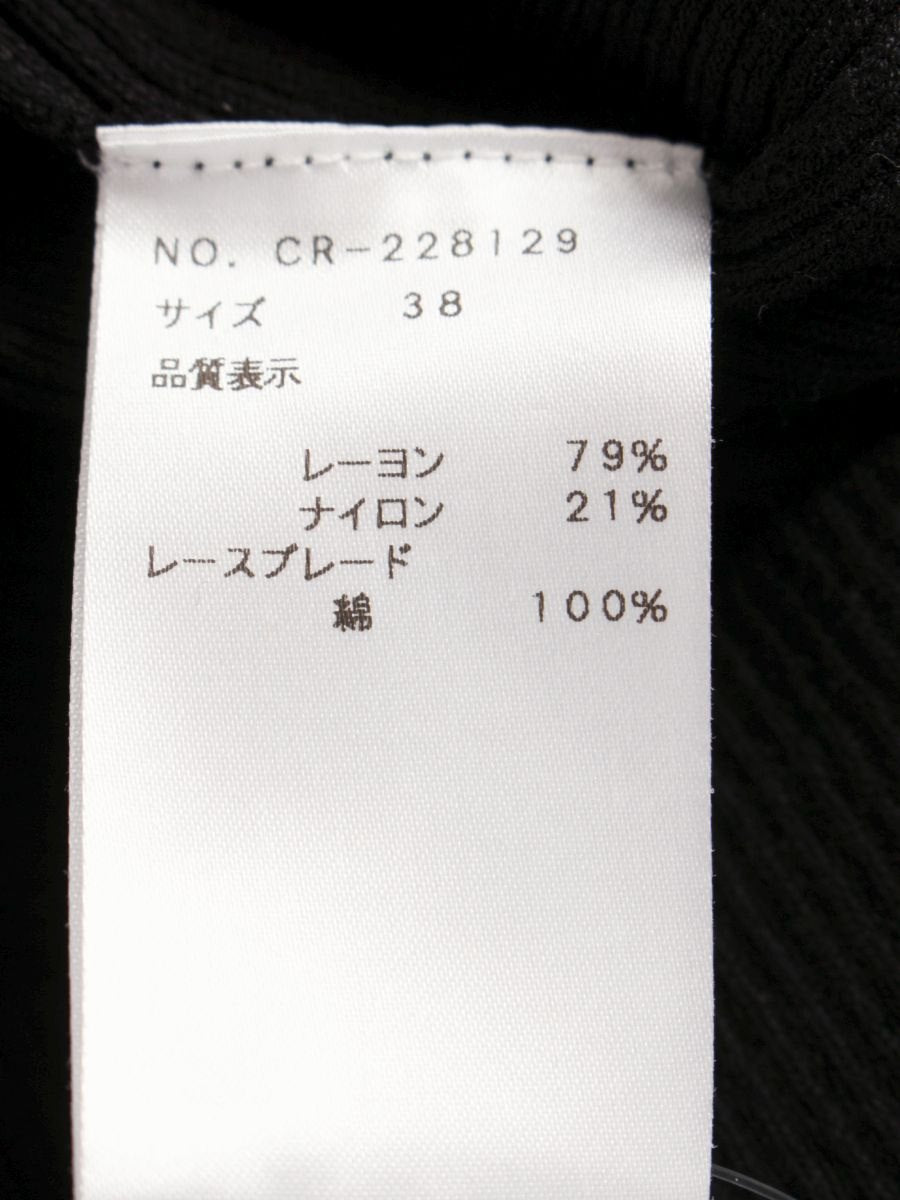 NO. CR-228129
サイズ 38
品質表示
レーヨン 79%
ナイロン 21%
レースブレード
綿 100%